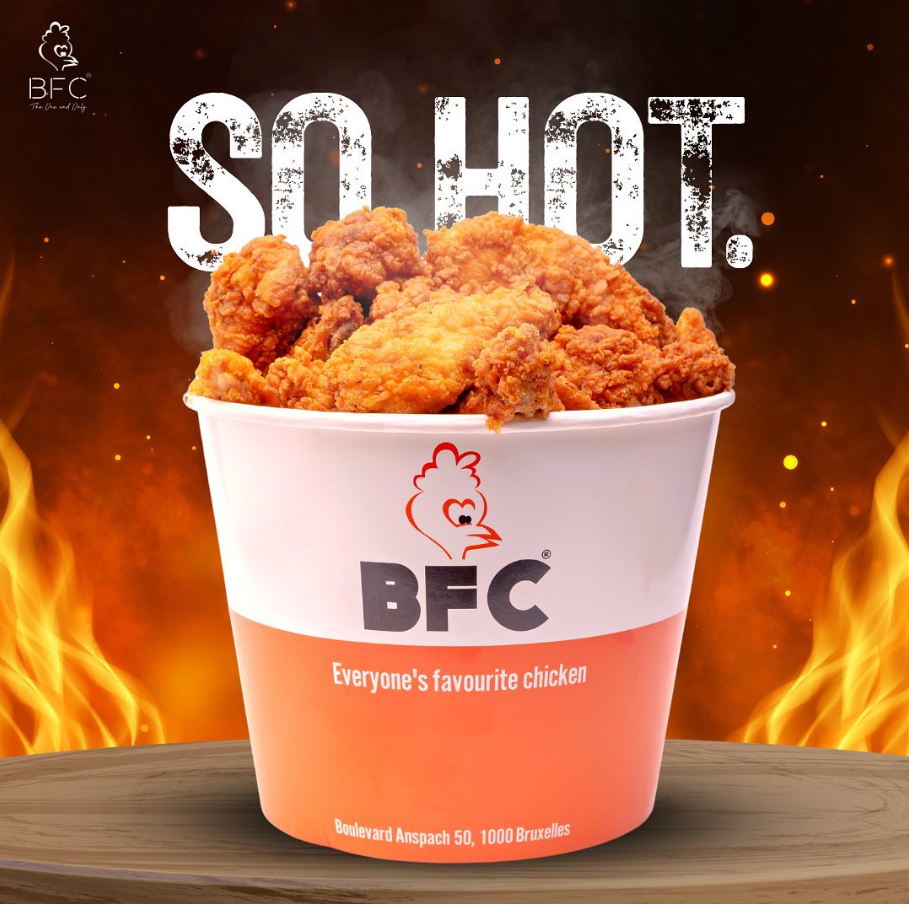 BFC®
The One and Only
SO HOT.
BFC®
Everyone's favourite chicken
Boulevard Anspach 50, 1000 Bruxelles